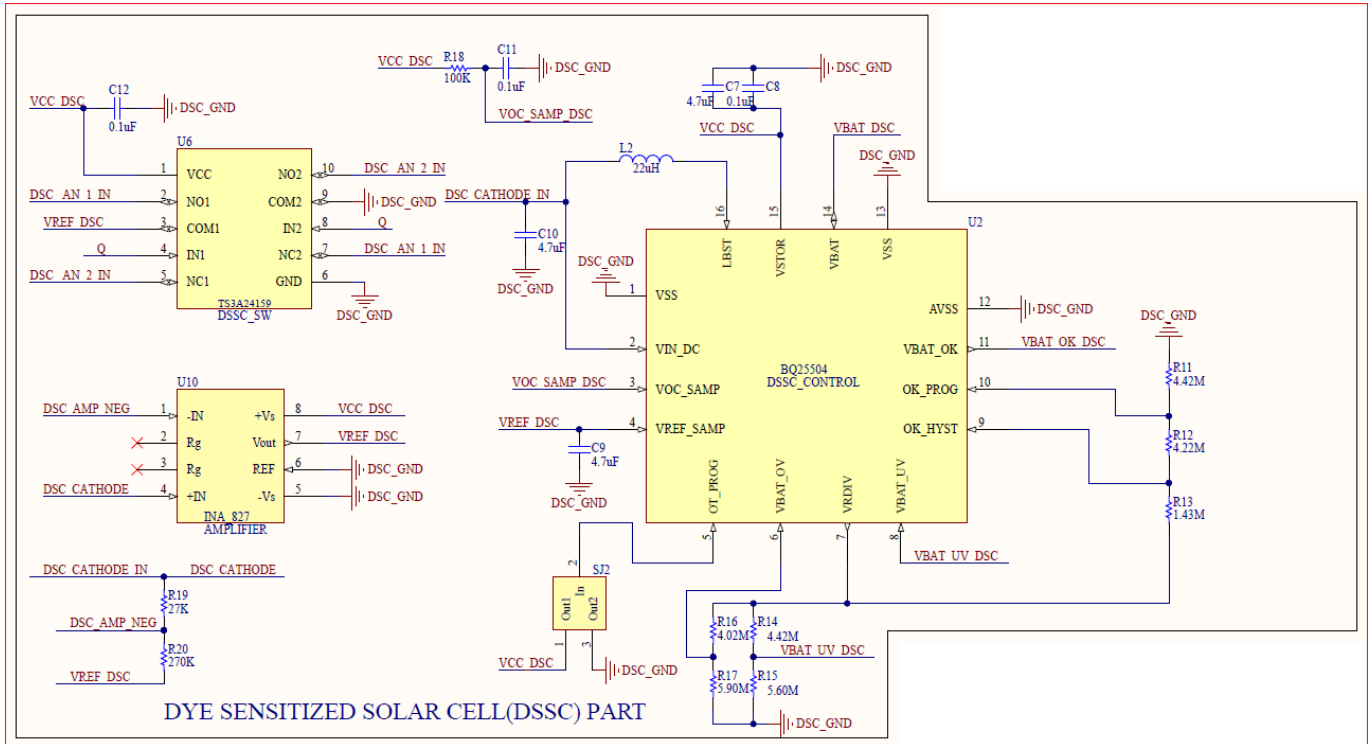 VCC_DSC
R18
100K
C11
0.1uF
DSC_GND
VOC_SAMP_DSC
C7
4.7uF
C8
0.1uF
DSC_GND
VCC_DSC
VBAT_DSC
DSC_GND
VCC_DSC
C12
0.1uF
DSC_GND
U6
1 VCC
2 NO1
3 COM1
4 IN1
5 NC1
NO2 10
COM2 9
IN2 8
NC2 7
GND 6
DSC_AN_1_IN
VREF_DSC
Q
DSC_AN_2_IN
DSC_AN_2_IN
DSC_GND
Q
DSC_AN_1_IN
DSC_GND
TS3A24159
DSSC_SW
L2
22uH
DSC_CATHODE_IN
C10
4.7uF
DSC_GND
DSC_GND
U2
16 LBST
15 VSTOR
14 VBAT
13 VSS
1 VSS
2 VIN_DC
3 VOC_SAMP
4 VREF_SAMP
AVSS 12
VBAT_OK 11
OK_PROG 10
OK_HYST 9
OT_PROG 5
VBAT_OV 6
VRDIV 7
VBAT_UV 8
BQ25504
DSSC_CONTROL
VOC_SAMP_DSC
VREF_DSC
C9
4.7uF
DSC_GND
DSC_GND
VBAT_OK_DSC
DSC_GND
R11
4.42M
R12
4.22M
R13
1.43M
VBAT_UV_DSC
U10
1 -IN
2 Rg
3 Rg
4 +IN
+Vs 8
Vout 7
REF 6
-Vs 5
DSC_AMP_NEG
DSC_CATHODE
VCC_DSC
VREF_DSC
DSC_GND
DSC_GND
INA_827
AMPLIFIER
DSC_CATHODE_IN
DSC_CATHODE
R19
27K
DSC_AMP_NEG
R20
270K
VREF_DSC
SJ2
2
In
Out1
Out2
1
3
VCC_DSC
DSC_GND
R16
4.02M
R14
4.42M
VBAT_UV_DSC
R17
5.90M
R15
5.60M
DSC_GND
DYE SENSITIZED SOLAR CELL(DSSC) PART